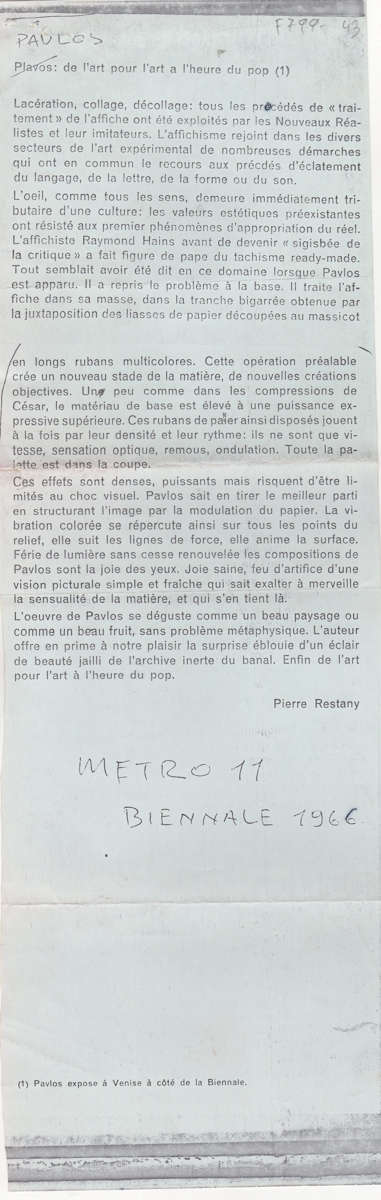 F799-43
PAVLOS
Plavos: de l'art pour l'art a l'heure du pop (1)
Lacération, collage, décollage: tous les procédés de « trai-
tement » de l'affiche ont été exploités par les Nouveaux Réa-
listes et leur imitateurs. L'affichisme rejoint dans les divers
secteurs de l'art expérimental de nombreuses démarches
qui ont en commun le recours aux précdés d'éclatement
du langage, de la lettre, de la forme ou du son.
L'oeil, comme tous les sens, demeure immédiatement tri-
butaire d'une culture: les valeurs estétiques préexistantes
ont résisté aux premier phénomènes d'appropriation du réel.
L'affichiste Raymond Hains avant de devenir « sigisbée de
la critique » a fait figure de pape du tachisme ready-made.
Tout semblait avoir été dit en ce domaine lorsque Pavlos
est apparu. Il a repris le problème à la base. Il traite l'af-
fiche dans sa masse, dans la tranche bigarrée obtenue par
la juxtaposition des liasses de papier découpées au massicot
en longs rubans multicolores. Cette opération préalable
crée un nouveau stade de la matière, de nouvelles créations
objectives. Un peu comme dans les compressions de
César, le matériau de base est élevé à une puissance ex-
pressive supérieure. Ces rubans de papier ainsi disposés jouent
à la fois par leur densité et leur rythme: ils ne sont que vi-
tesse, sensation optique, remous, ondulation. Toute la pa-
lette est dans la coupe.
Ces effets sont denses, puissants mais risquent d'être li-
mités au choc visuel. Pavlos sait en tirer le meilleur parti
en structurant l'image par la modulation du papier. La vi-
bration colorée se répercute ainsi sur tous les points du
relief, elle suit les lignes de force, elle anime la surface.
Férie de lumière sans cesse renouvelée les compositions de
Pavlos sont la joie des yeux. Joie saine, feu d'artifice d'une
vision picturale simple et fraîche qui sait exalter à merveille
la sensualité de la matière, et qui s'en tient là.
L'oeuvre de Pavlos se déguste comme un beau paysage ou
comme un beau fruit, sans problème métaphysique. L'auteur
offre en prime à notre plaisir la surprise éblouie d'un éclair
de beauté jailli de l'archive inerte du banal. Enfin de l'art
pour l'art à l'heure du pop.
Pierre Restany
METRO 11
BIENNALE 1966
(1) Pavlos expose à Venise à côté de la Biennale.